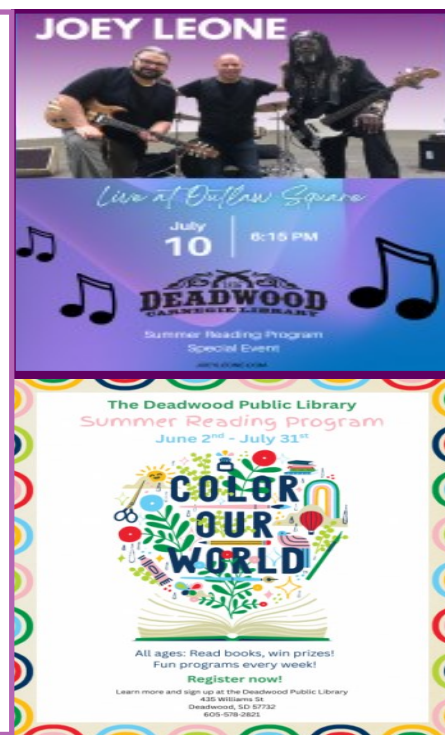 JOEY LEONE
Live at Outlaw Square
July
10
6:15 PM
DEADWOOD
CARNEGIE LIBRARY
Summer Reading Program
Special Event
JOEYLEONE.COM
The Deadwood Public Library
Summer Reading Program
June 2nd - July 31st
COLOR
OUR
WORLD
All ages: Read books, win prizes!
Fun programs every week!
Register now!
Learn more and sign up at the Deadwood Public Library
435 Williams St
Deadwood, SD 57732
605-578-2821